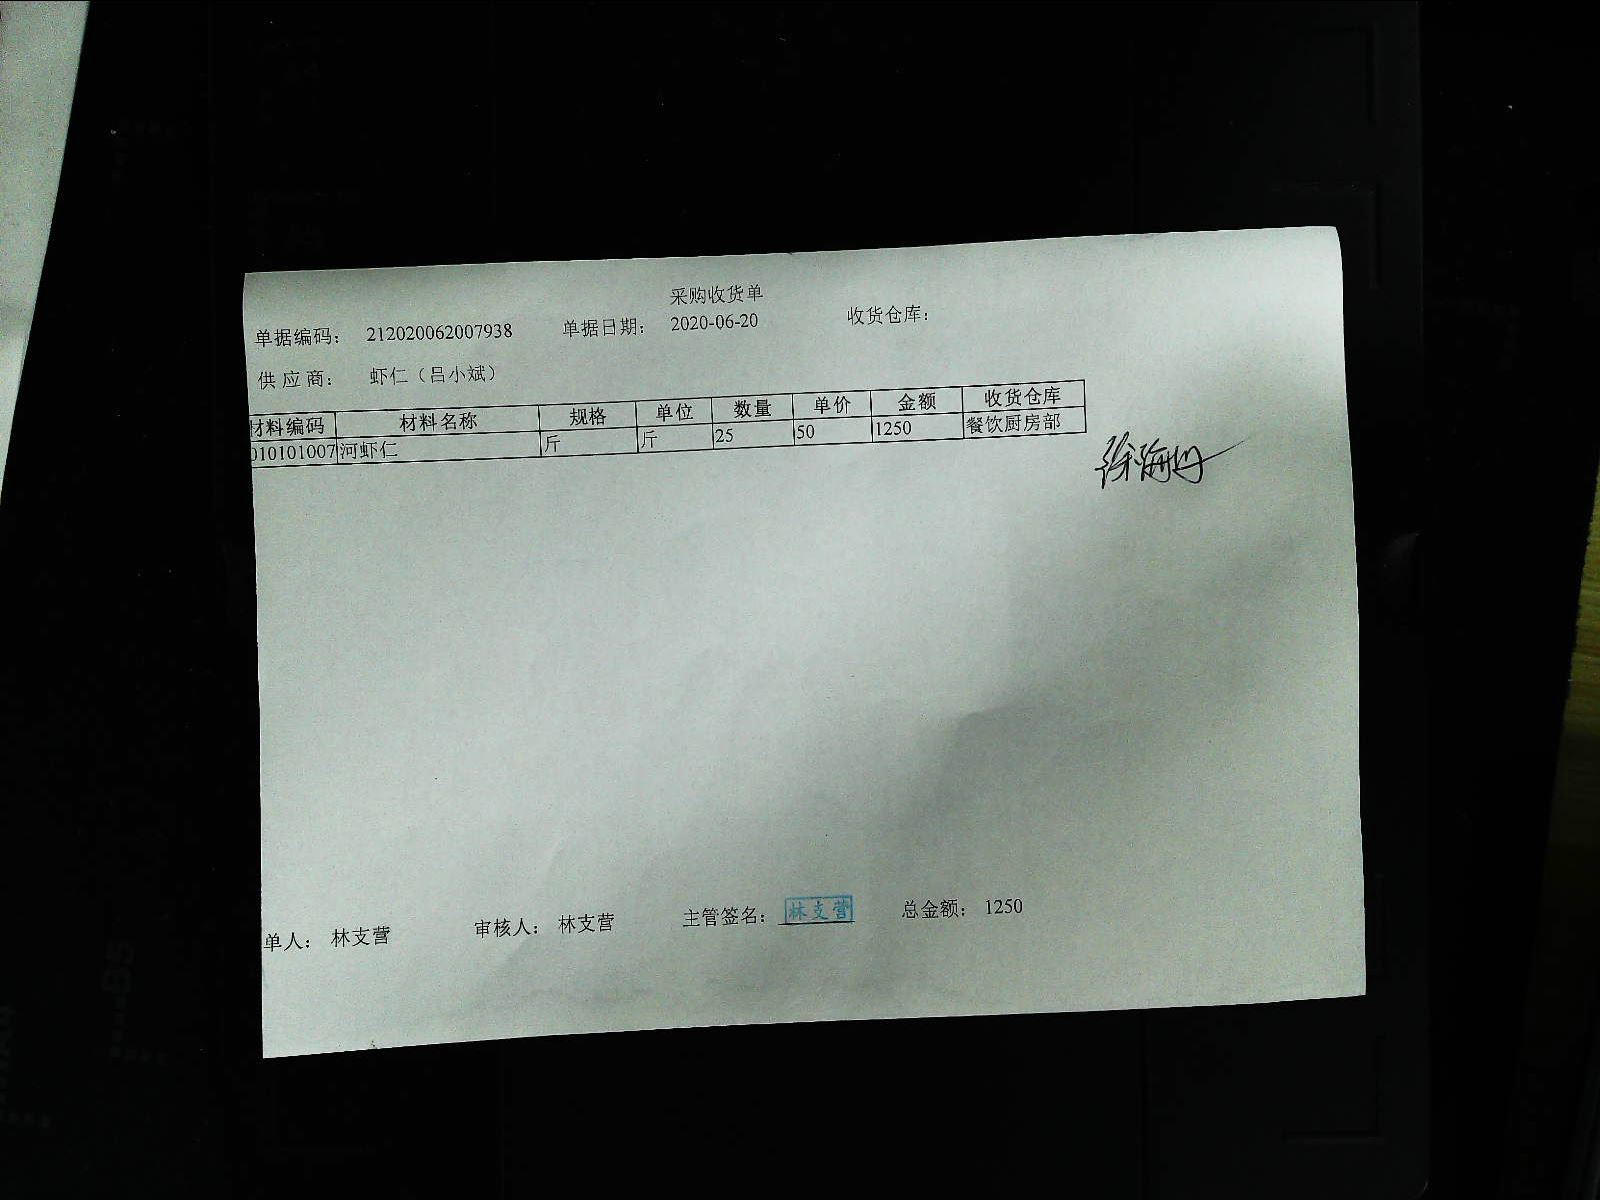 采购收货单
单据编码： 212020062007938 单据日期： 2020-06-20 收货仓库：
供 应 商： 虾仁（吕小斌）
材料编码 材料名称 规格 单位 数量 单价 金额 收货仓库
010101007 河虾仁 斤 斤 25 50 1250 餐饮厨房部
单人： 林支营 审核人： 林支营 主管签名： 林支营 总金额： 1250